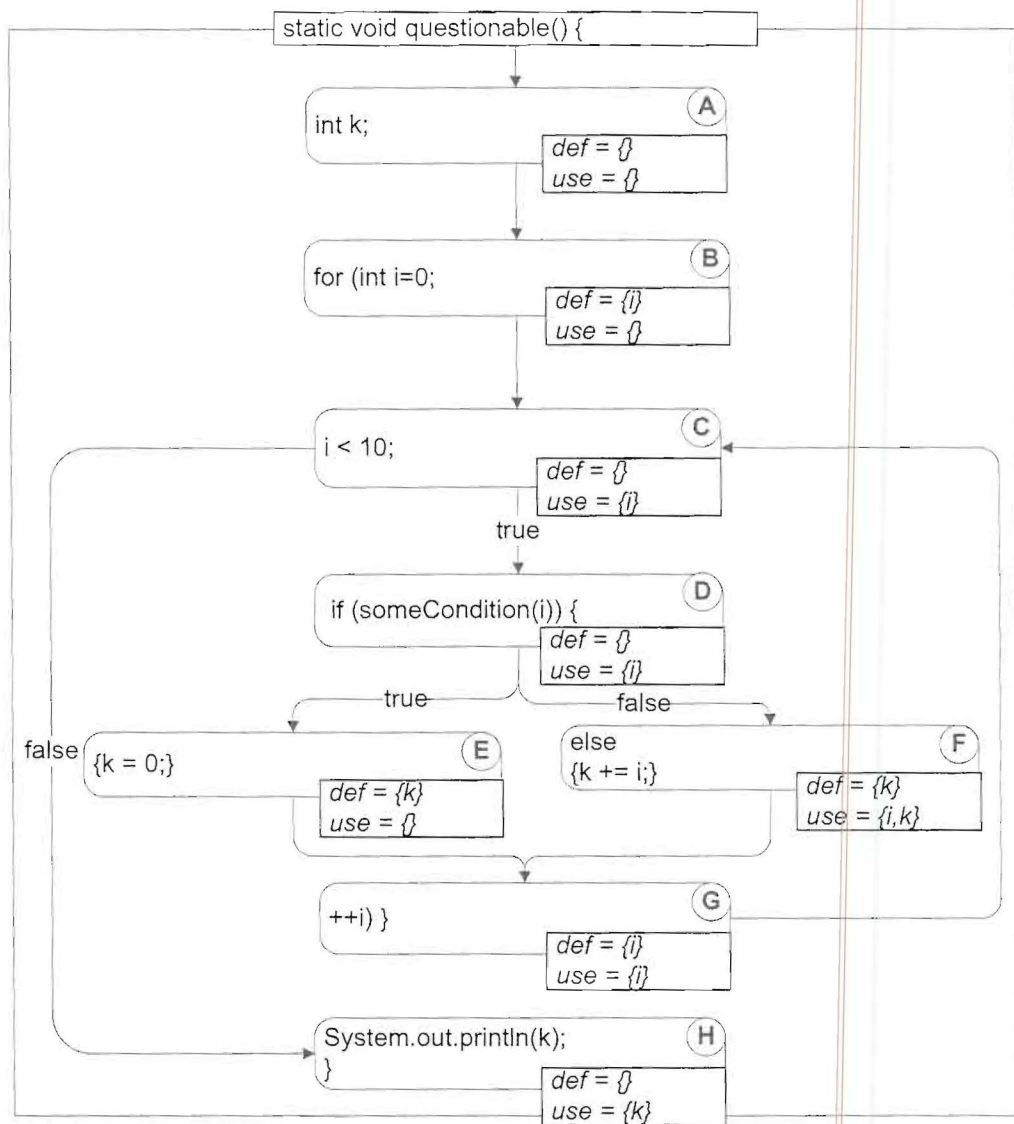 static void questionable() {
A
int k;
def = {}
use = {}
B
for (int i=0;
def = {i}
use = {}
C
i < 10;
def = {}
use = {i}
true
D
if (someCondition(i)) {
def = {}
use = {i}
true
false
false
E
{k = 0;}
def = {k}
use = {}
F
else
{k += i;}
def = {k}
use = {i,k}
G
++i) }
def = {i}
use = {i}
H
System.out.println(k);
}
def = {}
use = {k}